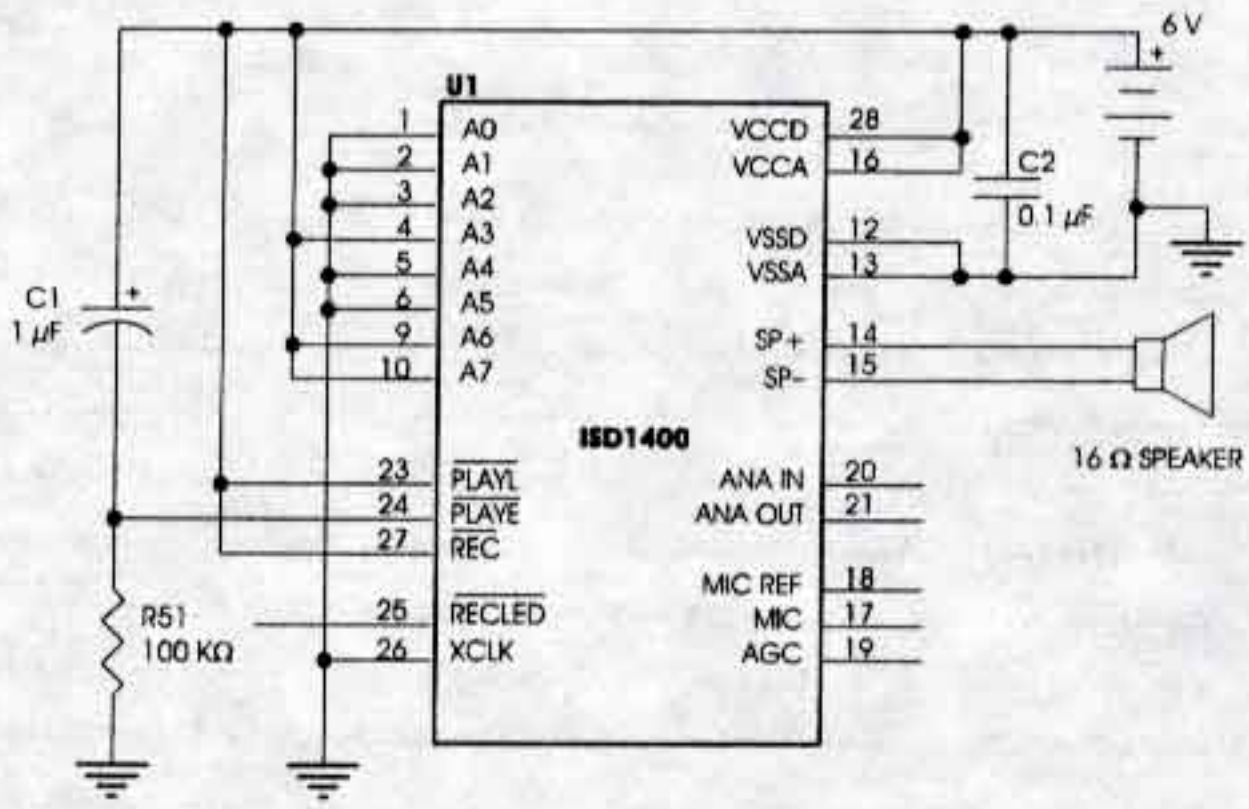 6 V
+
U1
1 A0
2 A1
3 A2
4 A3
5 A4
6 A5
9 A6
10 A7
23 PLAYL
24 PLAYE
27 REC
25 RECLED
26 XCLK
ISD1400
VCCD 28
VCCA 16
VSSD 12
VSSA 13
SP+ 14
SP- 15
ANA IN 20
ANA OUT 21
MIC REF 18
MIC 17
AGC 19
C1 +
1 µF
R51
100 KΩ
C2
0.1 µF
16 Ω SPEAKER